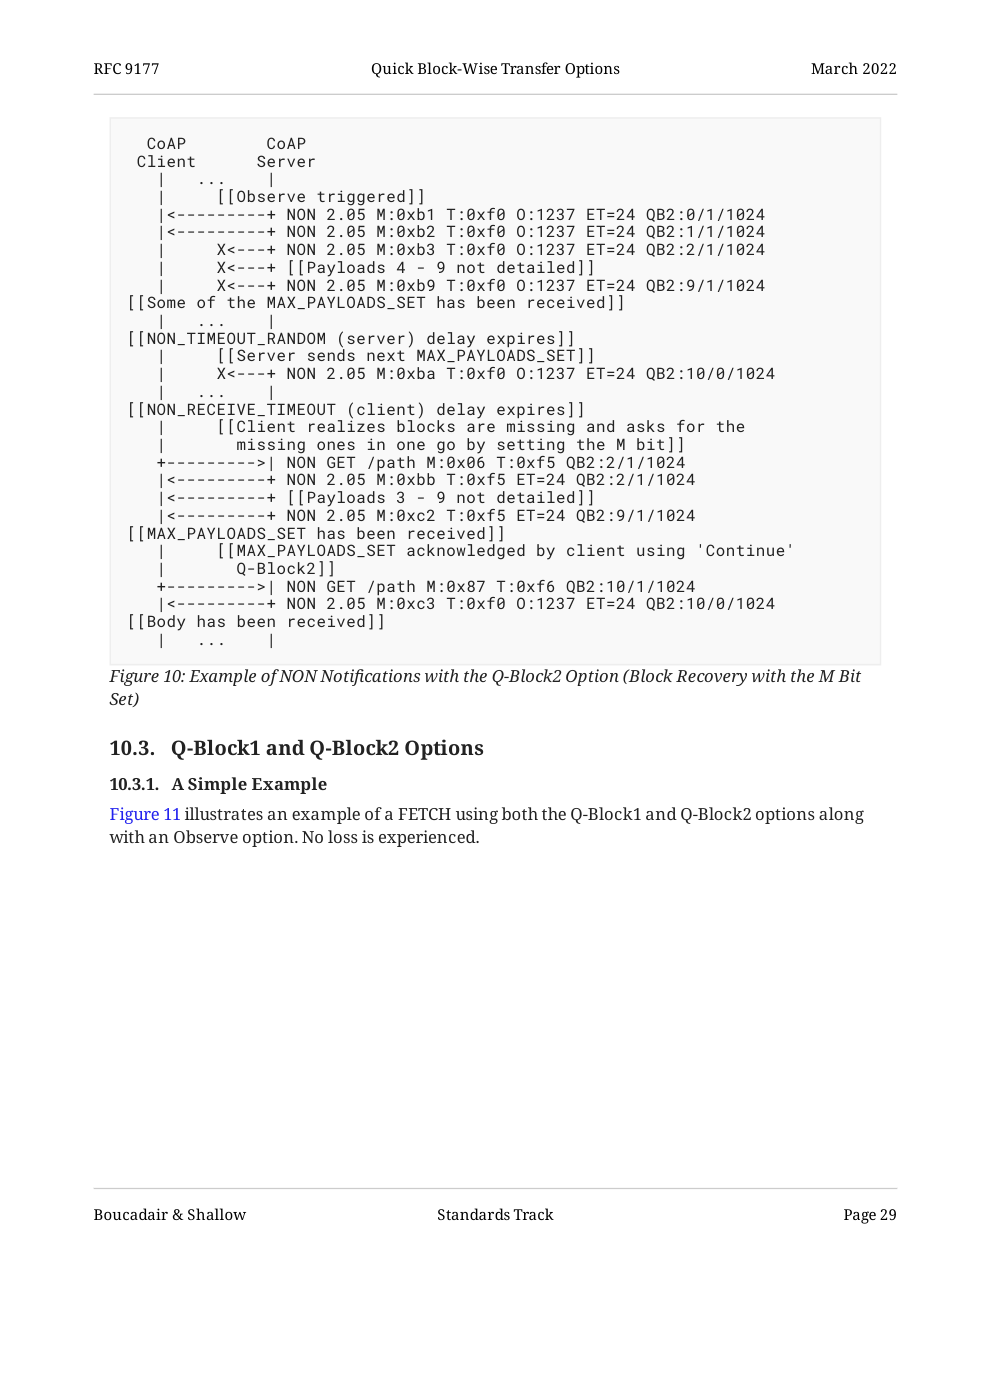 RFC 9177 Quick Block-Wise Transfer Options March 2022
  CoAP        CoAP
 Client      Server
   |   ...    |
   |     [[Observe triggered]]
   |<---------+ NON 2.05 M:0xb1 T:0xf0 O:1237 ET=24 QB2:0/1/1024
   |<---------+ NON 2.05 M:0xb2 T:0xf0 O:1237 ET=24 QB2:1/1/1024
   |     X<---+ NON 2.05 M:0xb3 T:0xf0 O:1237 ET=24 QB2:2/1/1024
   |     X<---+ [[Payloads 4 - 9 not detailed]]
   |     X<---+ NON 2.05 M:0xb9 T:0xf0 O:1237 ET=24 QB2:9/1/1024
[[Some of the MAX_PAYLOADS_SET has been received]]
   |   ...    |
[[NON_TIMEOUT_RANDOM (server) delay expires]]
   |     [[Server sends next MAX_PAYLOADS_SET]]
   |     X<---+ NON 2.05 M:0xba T:0xf0 O:1237 ET=24 QB2:10/0/1024
   |   ...    |
[[NON_RECEIVE_TIMEOUT (client) delay expires]]
   |     [[Client realizes blocks are missing and asks for the
   |       missing ones in one go by setting the M bit]]
   +--------->| NON GET /path M:0x06 T:0xf5 QB2:2/1/1024
   |<---------+ NON 2.05 M:0xbb T:0xf5 ET=24 QB2:2/1/1024
   |<---------+ [[Payloads 3 - 9 not detailed]]
   |<---------+ NON 2.05 M:0xc2 T:0xf5 ET=24 QB2:9/1/1024
[[MAX_PAYLOADS_SET has been received]]
   |     [[MAX_PAYLOADS_SET acknowledged by client using 'Continue'
   |       Q-Block2]]
   +--------->| NON GET /path M:0x87 T:0xf6 QB2:10/1/1024
   |<---------+ NON 2.05 M:0xc3 T:0xf0 O:1237 ET=24 QB2:10/0/1024
[[Body has been received]]
   |   ...    |
Figure 10: Example of NON Notifications with the Q-Block2 Option (Block Recovery with the M Bit
Set)
10.3. Q-Block1 and Q-Block2 Options
10.3.1. A Simple Example
Figure 11 illustrates an example of a FETCH using both the Q-Block1 and Q-Block2 options along
with an Observe option. No loss is experienced.
Boucadair & Shallow Standards Track Page 29